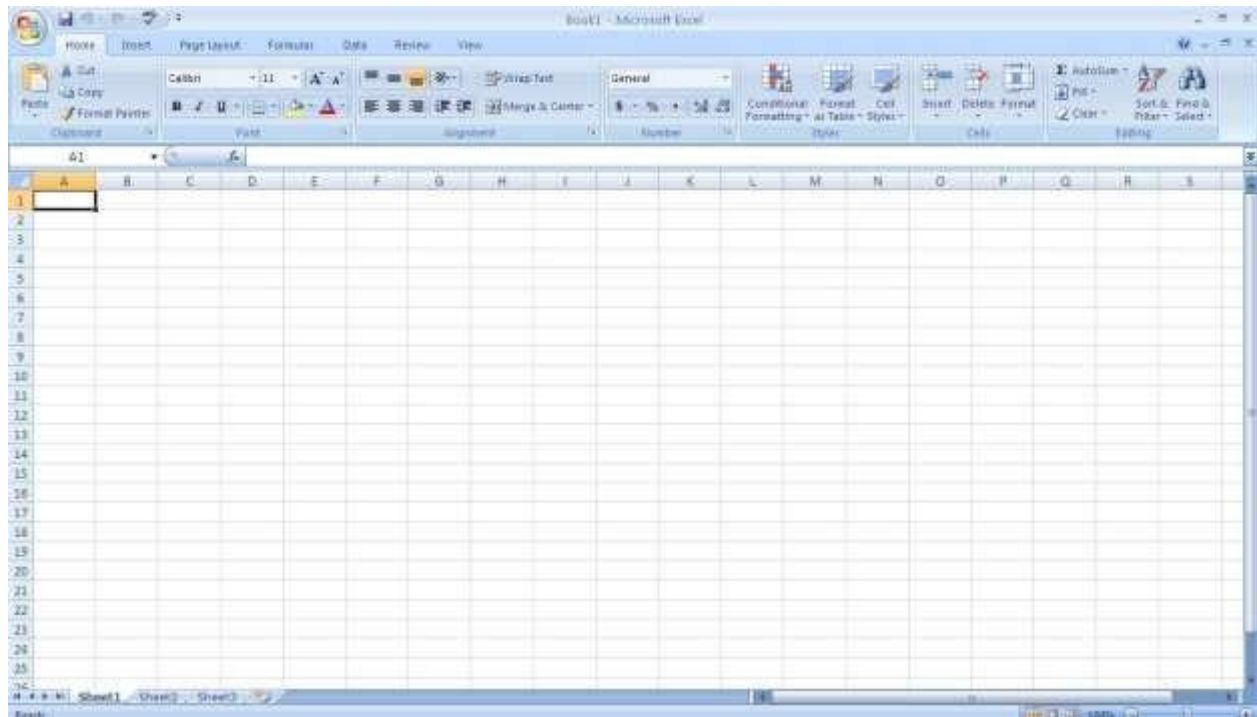 Book1 - Microsoft Excel
Home Insert Page Layout Formulas Data Review View
Paste
Cut
Copy
Format Painter
Clipboard
Calibri 11 A A
B I U A
Font
Wrap Text
Merge & Center
Alignment
General
$ % ,
Number
Conditional Formatting
Format as Table
Cell Styles
Styles
Insert Delete Format
Cells
Σ AutoSum
Fill
Clear
Sort & Filter
Find & Select
Editing
A1 fx
A B C D E F G H I J K L M N O P Q R S
1
2
3
4
5
6
7
8
9
10
11
12
13
14
15
16
17
18
19
20
21
22
23
24
25
26
Sheet1 Sheet2 Sheet3
Ready 100%